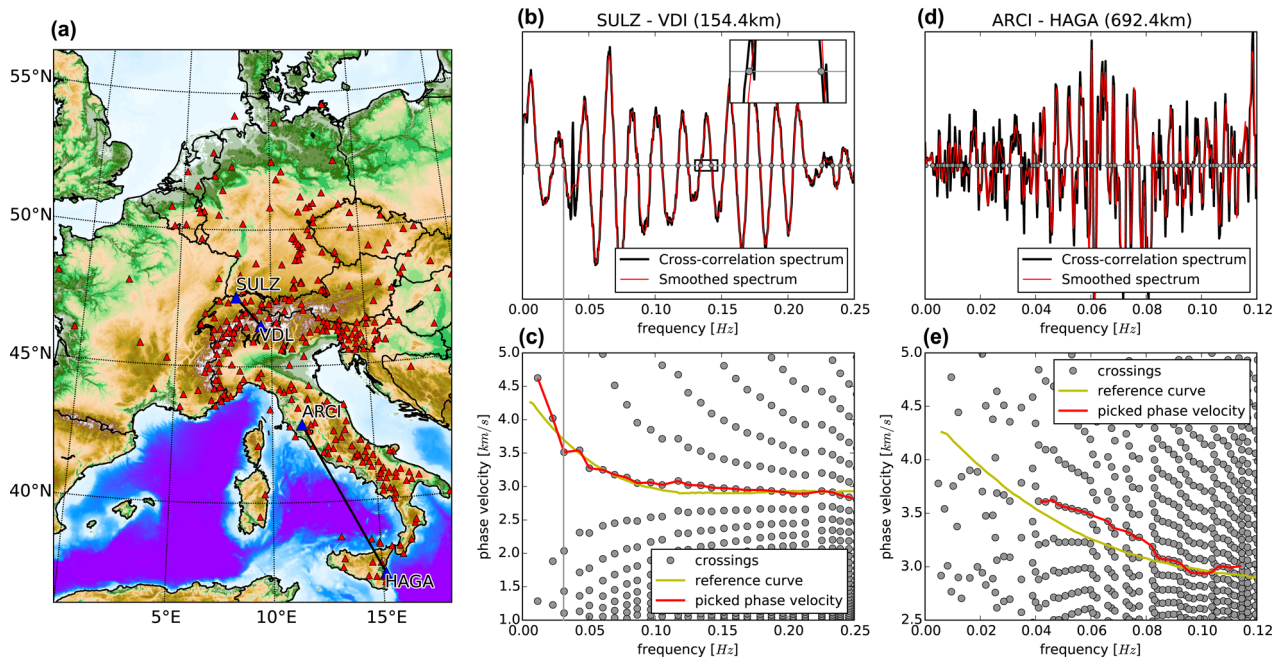 (a)
55°N
50°N
45°N
40°N
5°E
10°E
15°E
SULZ
VDL
ARCI
HAGA
(b)
SULZ - VDI (154.4km)
Cross-correlation spectrum
Smoothed spectrum
0.00 0.05 0.10 0.15 0.20 0.25
frequency [Hz]
(d)
ARCI - HAGA (692.4km)
Cross-correlation spectrum
Smoothed spectrum
0.00 0.02 0.04 0.06 0.08 0.10 0.12
frequency [Hz]
(c)
phase velocity [km/s]
5.0
4.5
4.0
3.5
3.0
2.5
2.0
1.5
1.0
crossings
reference curve
picked phase velocity
0.00 0.05 0.10 0.15 0.20 0.25
frequency [Hz]
(e)
phase velocity [km/s]
5.0
4.5
4.0
3.5
3.0
2.5
crossings
reference curve
picked phase velocity
0.00 0.02 0.04 0.06 0.08 0.10 0.12
frequency [Hz]